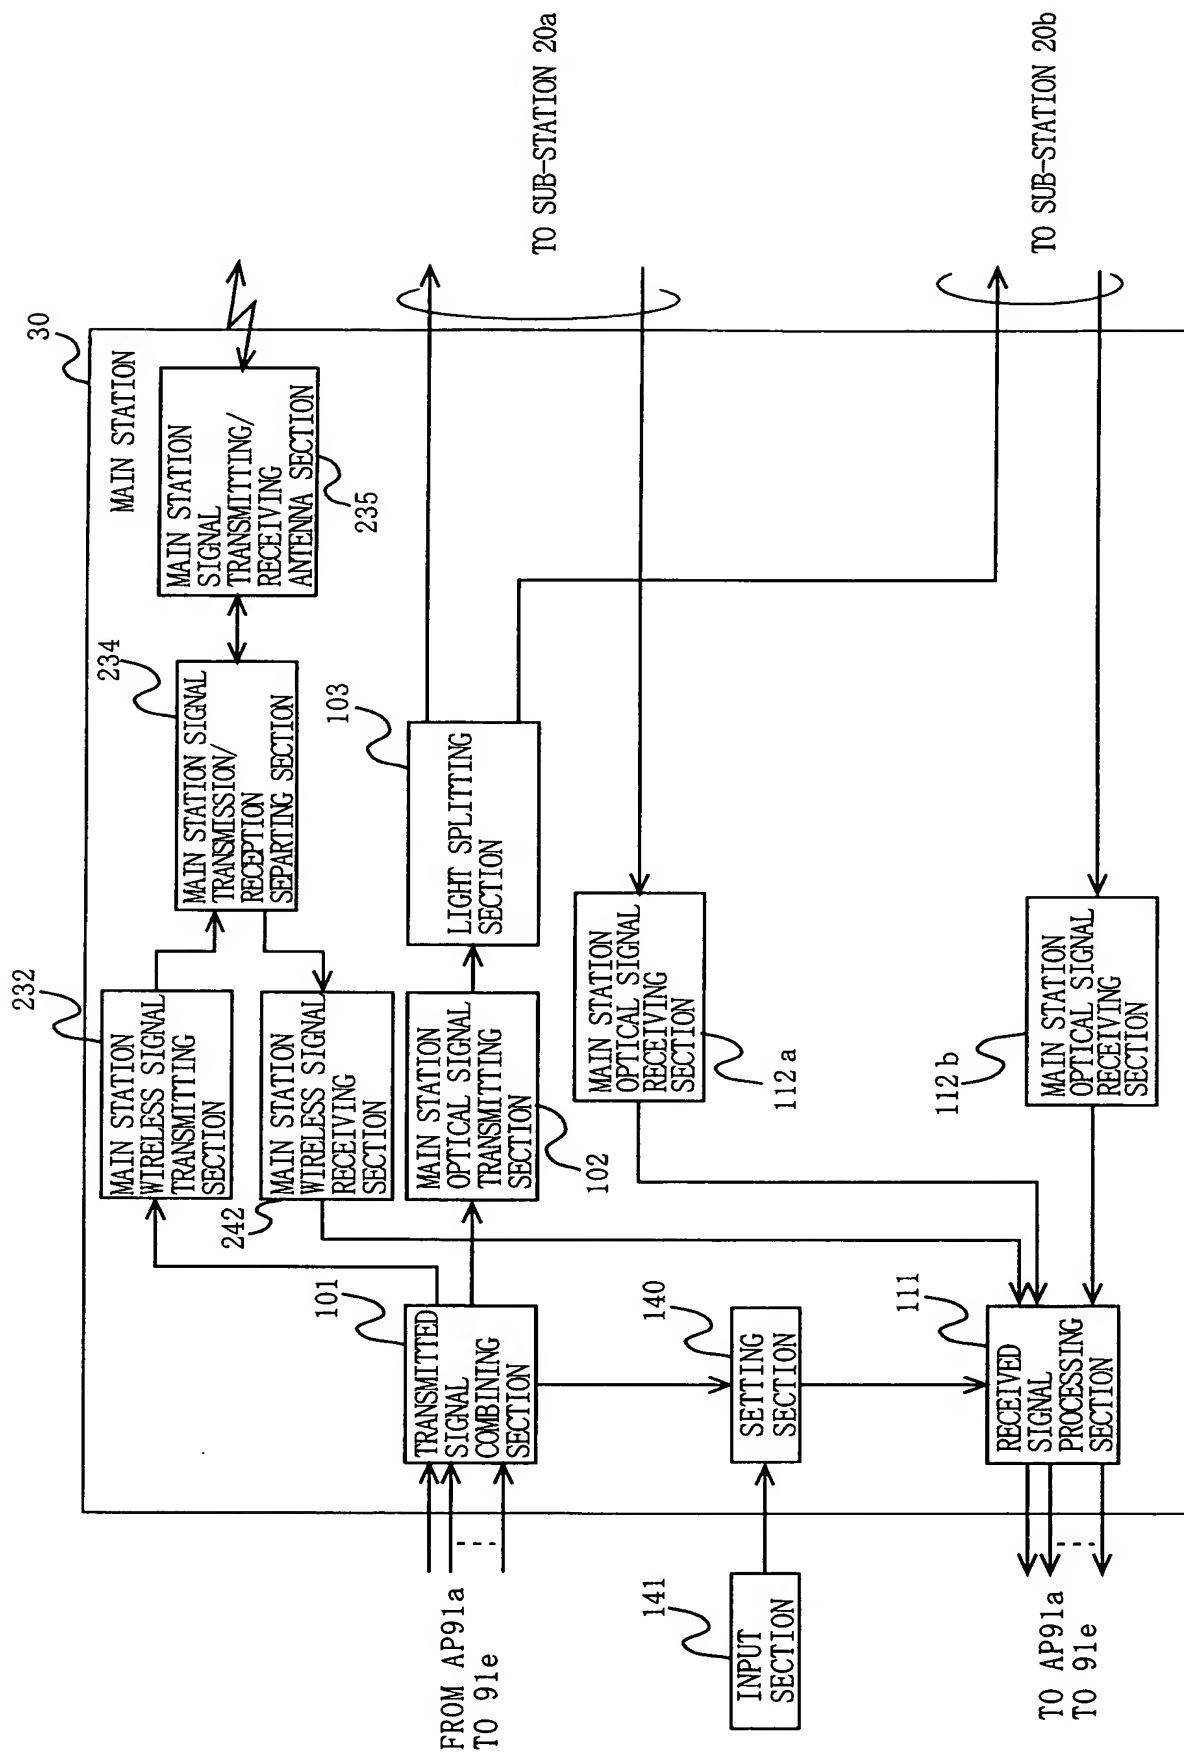 30
MAIN STATION
232
MAIN STATION
WIRELESS SIGNAL
TRANSMITTING
SECTION
234
MAIN STATION SIGNAL
TRANSMISSION/
RECEPTION
SEPARTING SECTION
MAIN STATION
SIGNAL
TRANSMITTING/
RECEIVING
ANTENNA SECTION
235
242
MAIN STATION
WIRELESS SIGNAL
RECEIVING
SECTION
FROM AP91a
TO 91e
101
TRANSMITTED
SIGNAL
COMBINING
SECTION
MAIN STATION
OPTICAL SIGNAL
TRANSMITTING
SECTION
102
103
LIGHT SPLITTING
SECTION
TO SUB-STATION 20a
MAIN STATION
OPTICAL SIGNAL
RECEIVING
SECTION
112a
141
INPUT
SECTION
140
SETTING
SECTION
TO AP91a
TO 91e
111
RECEIVED
SIGNAL
PROCESSING
SECTION
112b
MAIN STATION
OPTICAL SIGNAL
RECEIVING
SECTION
TO SUB-STATION 20b